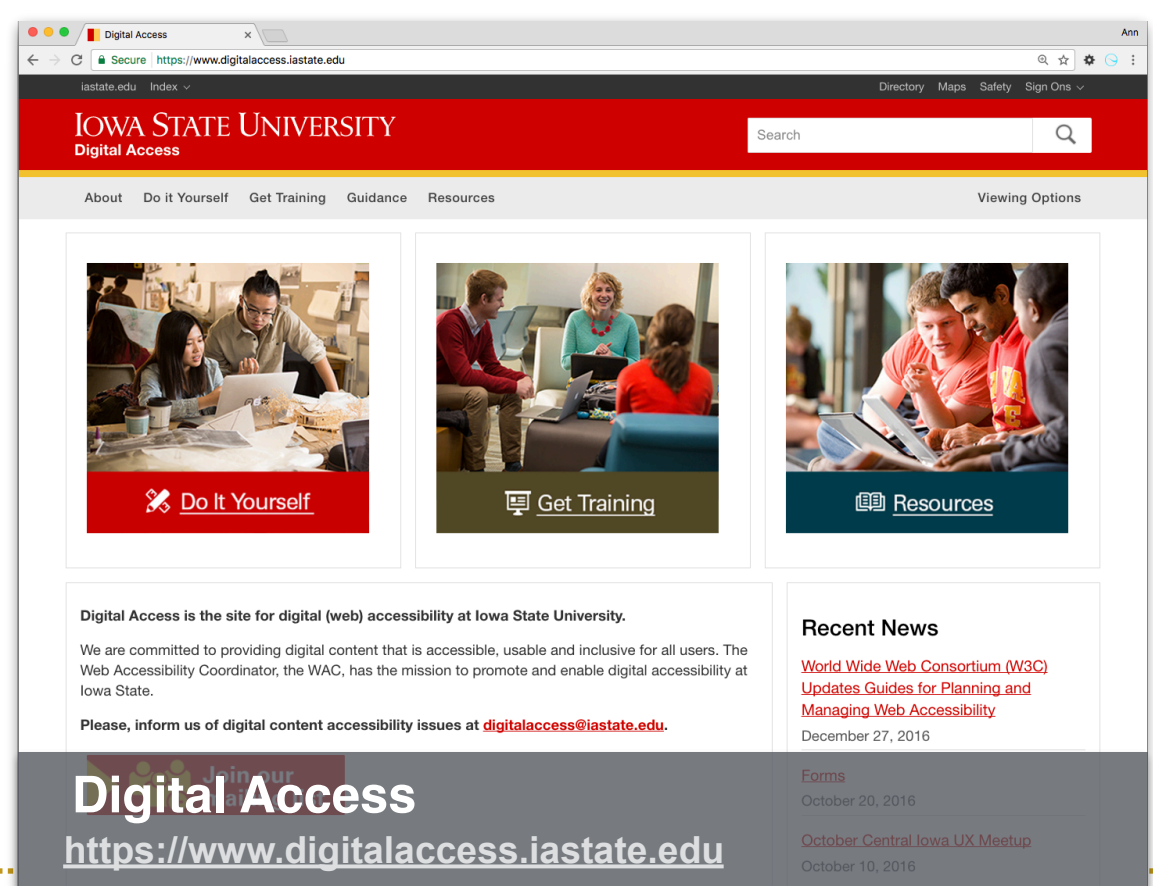 Digital Access
Ann
Secure https://www.digitalaccess.iastate.edu
iastate.edu Index
Directory Maps Safety Sign Ons
IOWA STATE UNIVERSITY
Digital Access
Search
About Do it Yourself Get Training Guidance Resources
Viewing Options
Do It Yourself
Get Training
Resources
Digital Access is the site for digital (web) accessibility at Iowa State University.
We are committed to providing digital content that is accessible, usable and inclusive for all users. The
Web Accessibility Coordinator, the WAC, has the mission to promote and enable digital accessibility at
Iowa State.
Please, inform us of digital content accessibility issues at digitalaccess@iastate.edu.
Join our
Recent News
World Wide Web Consortium (W3C)
Updates Guides for Planning and
Managing Web Accessibility
December 27, 2016
Forms
October 20, 2016
October Central Iowa UX Meetup
October 10, 2016
Digital Access
https://www.digitalaccess.iastate.edu